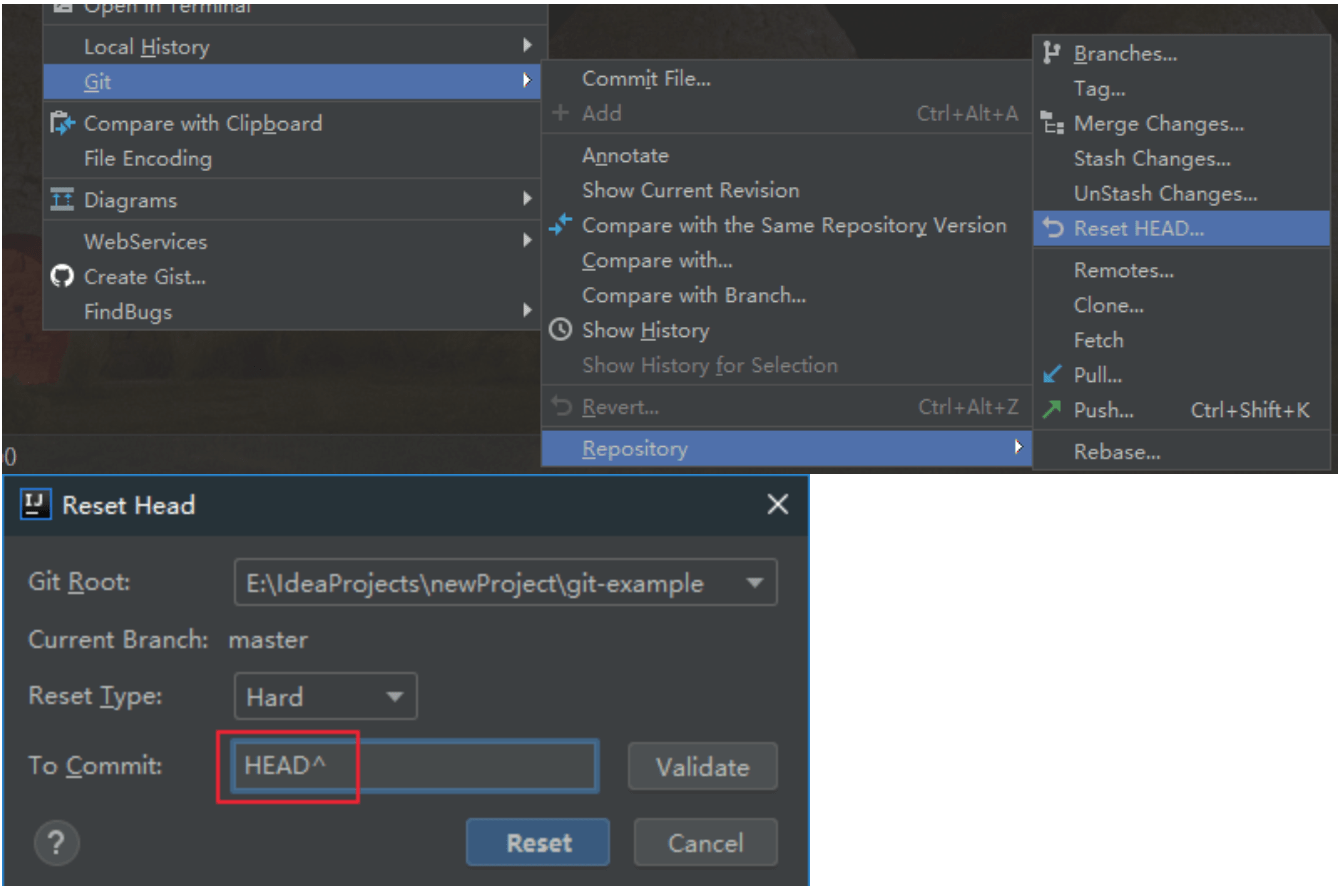 Open in Terminal
Local History
Git
Compare with Clipboard
File Encoding
Diagrams
WebServices
Create Gist...
FindBugs
Commit File...
Add Ctrl+Alt+A
Annotate
Show Current Revision
Compare with the Same Repository Version
Compare with...
Compare with Branch...
Show History
Show History for Selection
Revert... Ctrl+Alt+Z
Repository
Branches...
Tag...
Merge Changes...
Stash Changes...
UnStash Changes...
Reset HEAD...
Remotes...
Clone...
Fetch
Pull...
Push... Ctrl+Shift+K
Rebase...
IJ Reset Head
Git Root: E:\IdeaProjects\newProject\git-example
Current Branch: master
Reset Type: Hard
To Commit: HEAD^ Validate
? Reset Cancel